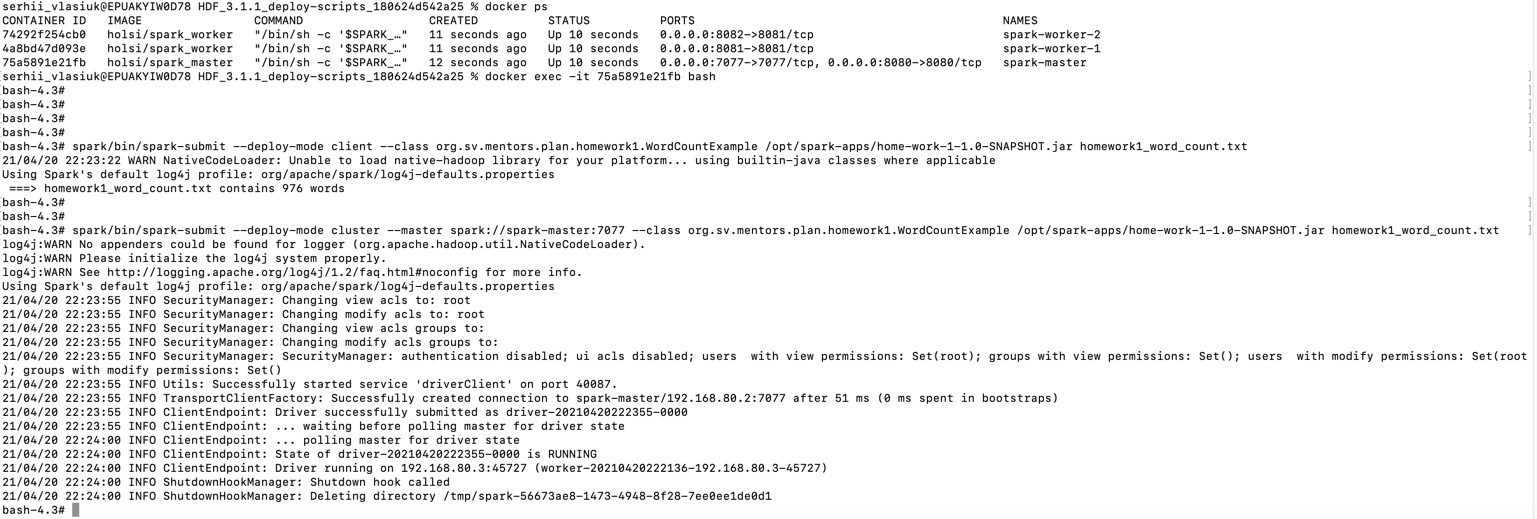 serhii_vlasiuk@EPUAKYIW0D78 HDF_3.1.1_deploy-scripts_180624d542a25 % docker ps
CONTAINER ID   IMAGE                COMMAND                  CREATED          STATUS          PORTS                                            NAMES
74292f254cb0   holsi/spark_worker   "/bin/sh -c '$SPARK_…"   11 seconds ago   Up 10 seconds   0.0.0.0:8082->8081/tcp                           spark-worker-2
4a8bd47d093e   holsi/spark_worker   "/bin/sh -c '$SPARK_…"   11 seconds ago   Up 10 seconds   0.0.0.0:8081->8081/tcp                           spark-worker-1
75a5891e21fb   holsi/spark_master   "/bin/sh -c '$SPARK_…"   12 seconds ago   Up 10 seconds   0.0.0.0:7077->7077/tcp, 0.0.0.0:8080->8080/tcp   spark-master
[serhii_vlasiuk@EPUAKYIW0D78 HDF_3.1.1_deploy-scripts_180624d542a25 % docker exec -it 75a5891e21fb bash ]
[bash-4.3# ]
[bash-4.3# ]
[bash-4.3# ]
[bash-4.3# ]
[bash-4.3# spark/bin/spark-submit --deploy-mode client --class org.sv.mentors.plan.homework1.WordCountExample /opt/spark-apps/home-work-1-1.0-SNAPSHOT.jar homework1_word_count.txt ]
21/04/20 22:23:22 WARN NativeCodeLoader: Unable to load native-hadoop library for your platform... using builtin-java classes where applicable
Using Spark's default log4j profile: org/apache/spark/log4j-defaults.properties
 ===> homework1_word_count.txt contains 976 words
[bash-4.3# ]
[bash-4.3# ]
[bash-4.3# spark/bin/spark-submit --deploy-mode cluster --master spark://spark-master:7077 --class org.sv.mentors.plan.homework1.WordCountExample /opt/spark-apps/home-work-1-1.0-SNAPSHOT.jar homework1_word_count.txt ]
log4j:WARN No appenders could be found for logger (org.apache.hadoop.util.NativeCodeLoader).
log4j:WARN Please initialize the log4j system properly.
log4j:WARN See http://logging.apache.org/log4j/1.2/faq.html#noconfig for more info.
Using Spark's default log4j profile: org/apache/spark/log4j-defaults.properties
21/04/20 22:23:55 INFO SecurityManager: Changing view acls to: root
21/04/20 22:23:55 INFO SecurityManager: Changing modify acls to: root
21/04/20 22:23:55 INFO SecurityManager: Changing view acls groups to:
21/04/20 22:23:55 INFO SecurityManager: Changing modify acls groups to:
21/04/20 22:23:55 INFO SecurityManager: SecurityManager: authentication disabled; ui acls disabled; users  with view permissions: Set(root); groups with view permissions: Set(); users  with modify permissions: Set(root
); groups with modify permissions: Set()
21/04/20 22:23:55 INFO Utils: Successfully started service 'driverClient' on port 40087.
21/04/20 22:23:55 INFO TransportClientFactory: Successfully created connection to spark-master/192.168.80.2:7077 after 51 ms (0 ms spent in bootstraps)
21/04/20 22:23:55 INFO ClientEndpoint: Driver successfully submitted as driver-20210420222355-0000
21/04/20 22:23:55 INFO ClientEndpoint: ... waiting before polling master for driver state
21/04/20 22:24:00 INFO ClientEndpoint: ... polling master for driver state
21/04/20 22:24:00 INFO ClientEndpoint: State of driver-20210420222355-0000 is RUNNING
21/04/20 22:24:00 INFO ClientEndpoint: Driver running on 192.168.80.3:45727 (worker-20210420222136-192.168.80.3-45727)
21/04/20 22:24:00 INFO ShutdownHookManager: Shutdown hook called
21/04/20 22:24:00 INFO ShutdownHookManager: Deleting directory /tmp/spark-56673ae8-1473-4948-8f28-7ee0ee1de0d1
bash-4.3#